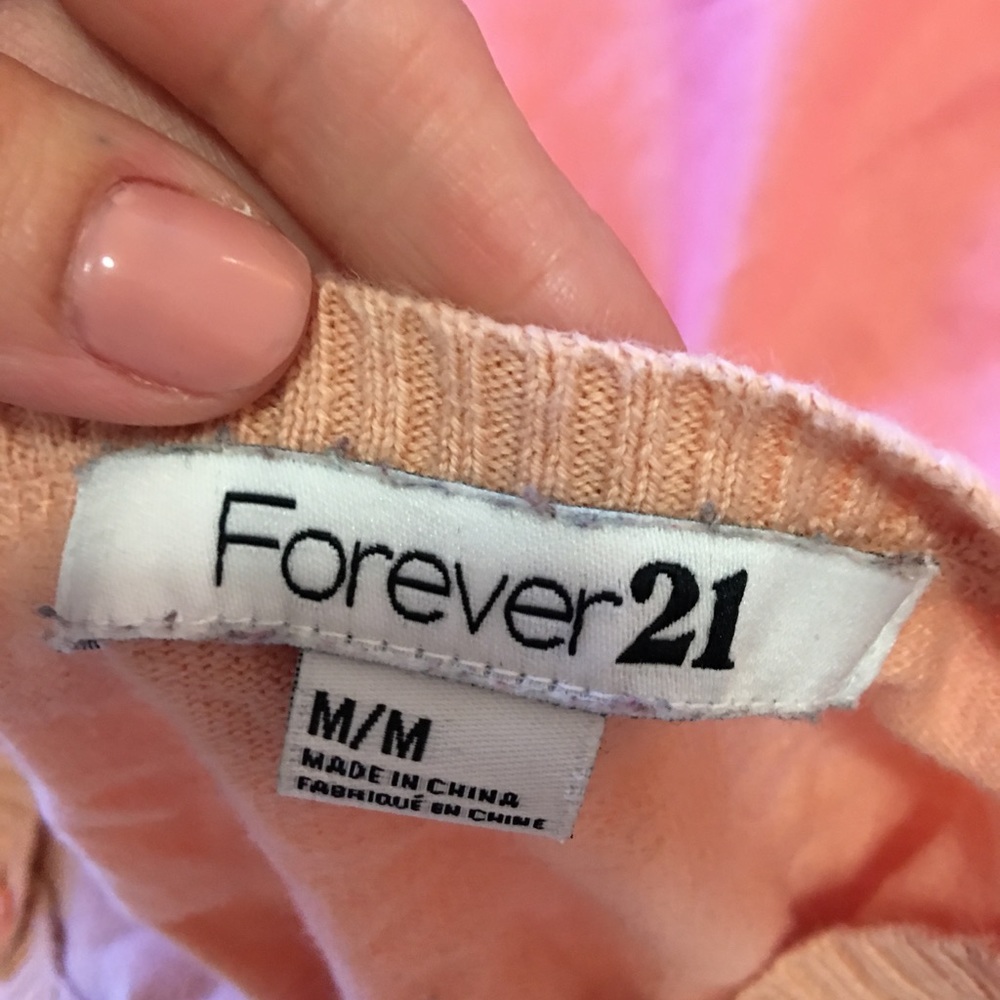 Forever21
M/M
MADE IN CHINA
FABRIQUÉ EN CHINE